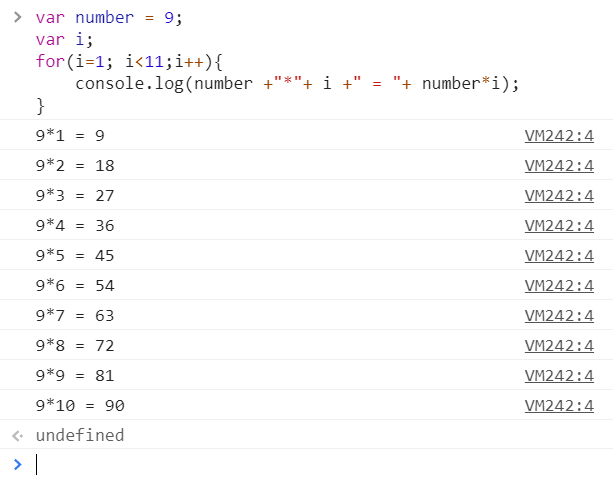 > var number = 9;
var i;
for(i=1; i<11;i++){
    console.log(number +"*"+ i +" = "+ number*i);
}
9*1 = 9 VM242:4
9*2 = 18 VM242:4
9*3 = 27 VM242:4
9*4 = 36 VM242:4
9*5 = 45 VM242:4
9*6 = 54 VM242:4
9*7 = 63 VM242:4
9*8 = 72 VM242:4
9*9 = 81 VM242:4
9*10 = 90 VM242:4
undefined
>